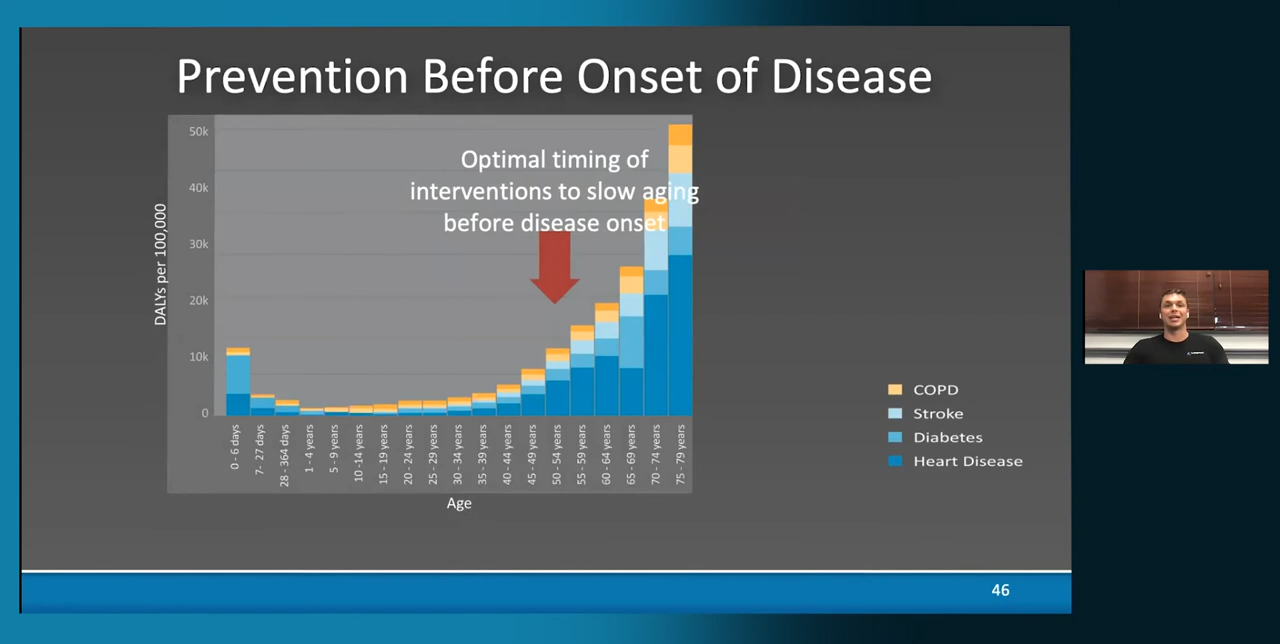 Prevention Before Onset of Disease
Optimal timing of
interventions to slow aging
before disease onset
DALYs per 100,000
50k
40k
30k
20k
10k
0
0 - 6 days
7- 27 days
28 - 364 days
1 - 4 years
5 - 9 years
10 -14 years
15 - 19 years
20 - 24 years
25 - 29 years
30 - 34 years
35 - 39 years
40 - 44 years
45 - 49 years
50 - 54 years
55 - 59 years
60 - 64 years
65 - 69 years
70 - 74 years
75 - 79 years
Age
COPD
Stroke
Diabetes
Heart Disease
46